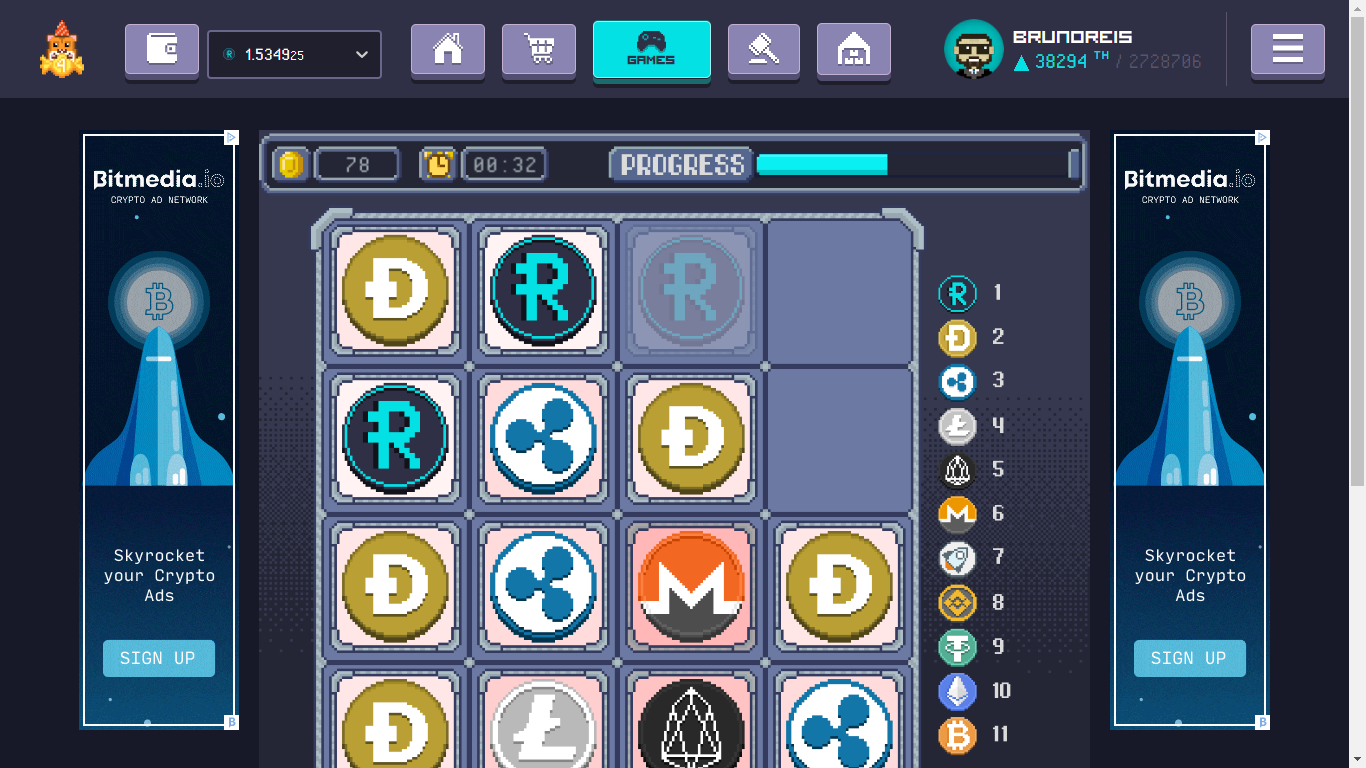 1.534925
GAMES
BRUNOREIS
38294 TH / 2728706
Bitmedia.io
CRYPTO AD NETWORK
Skyrocket
your Crypto
Ads
SIGN UP
B
78
00:32
PROGRESS
1
2
3
4
5
6
7
8
9
10
11
Bitmedia.io
CRYPTO AD NETWORK
Skyrocket
your Crypto
Ads
SIGN UP
B